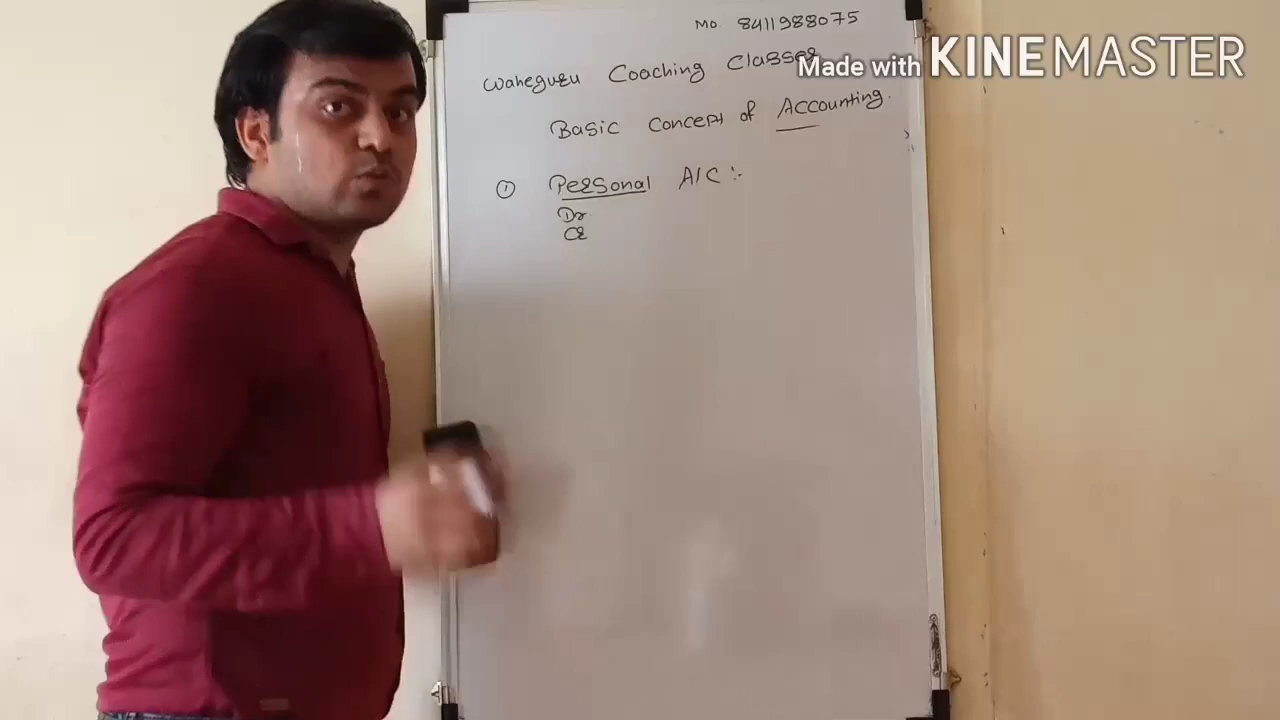 Mo. 8411988075
Waheguru Coaching Classes
Made with KINEMASTER
Basic Concept of Accounting.
① Personal A/C :-
Dr
Cr